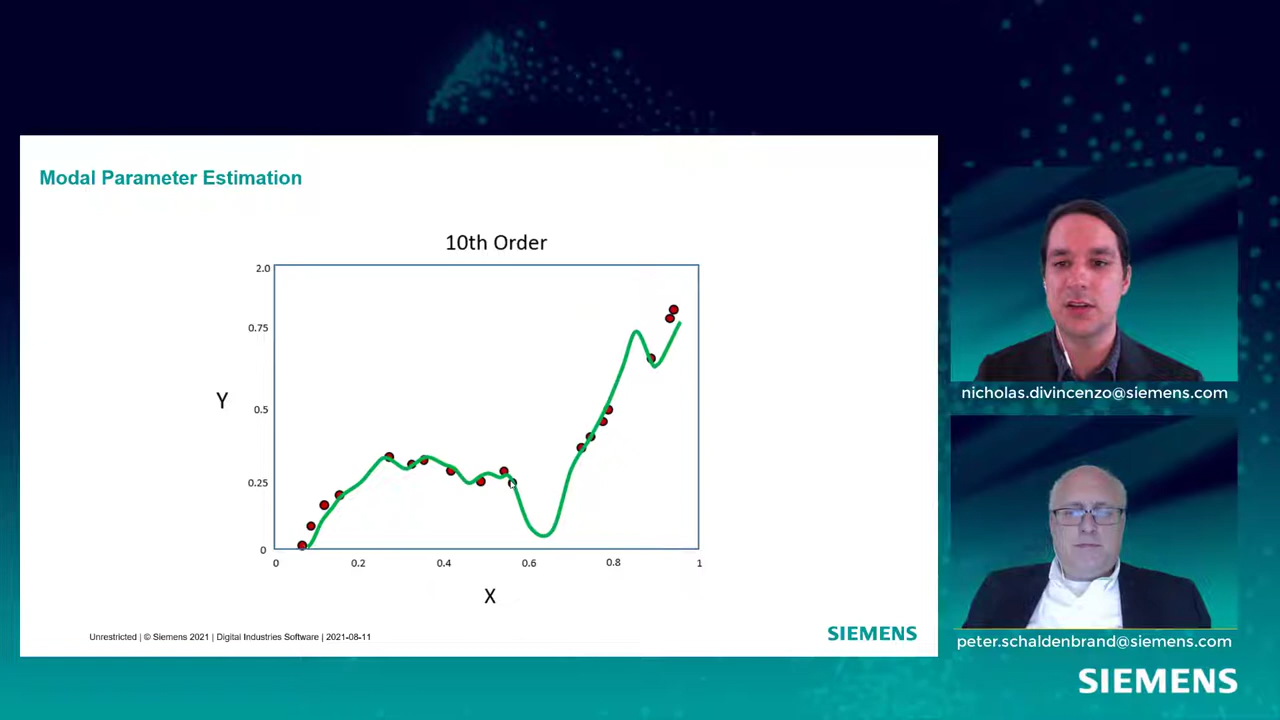 Modal Parameter Estimation
10th Order
2.0
0.75
Y
0.5
0.25
0
0
0.2
0.4
0.6
0.8
1
X
Unrestricted | © Siemens 2021 | Digital Industries Software | 2021-08-11
SIEMENS
nicholas.divincenzo@siemens.com
peter.schaldenbrand@siemens.com
SIEMENS